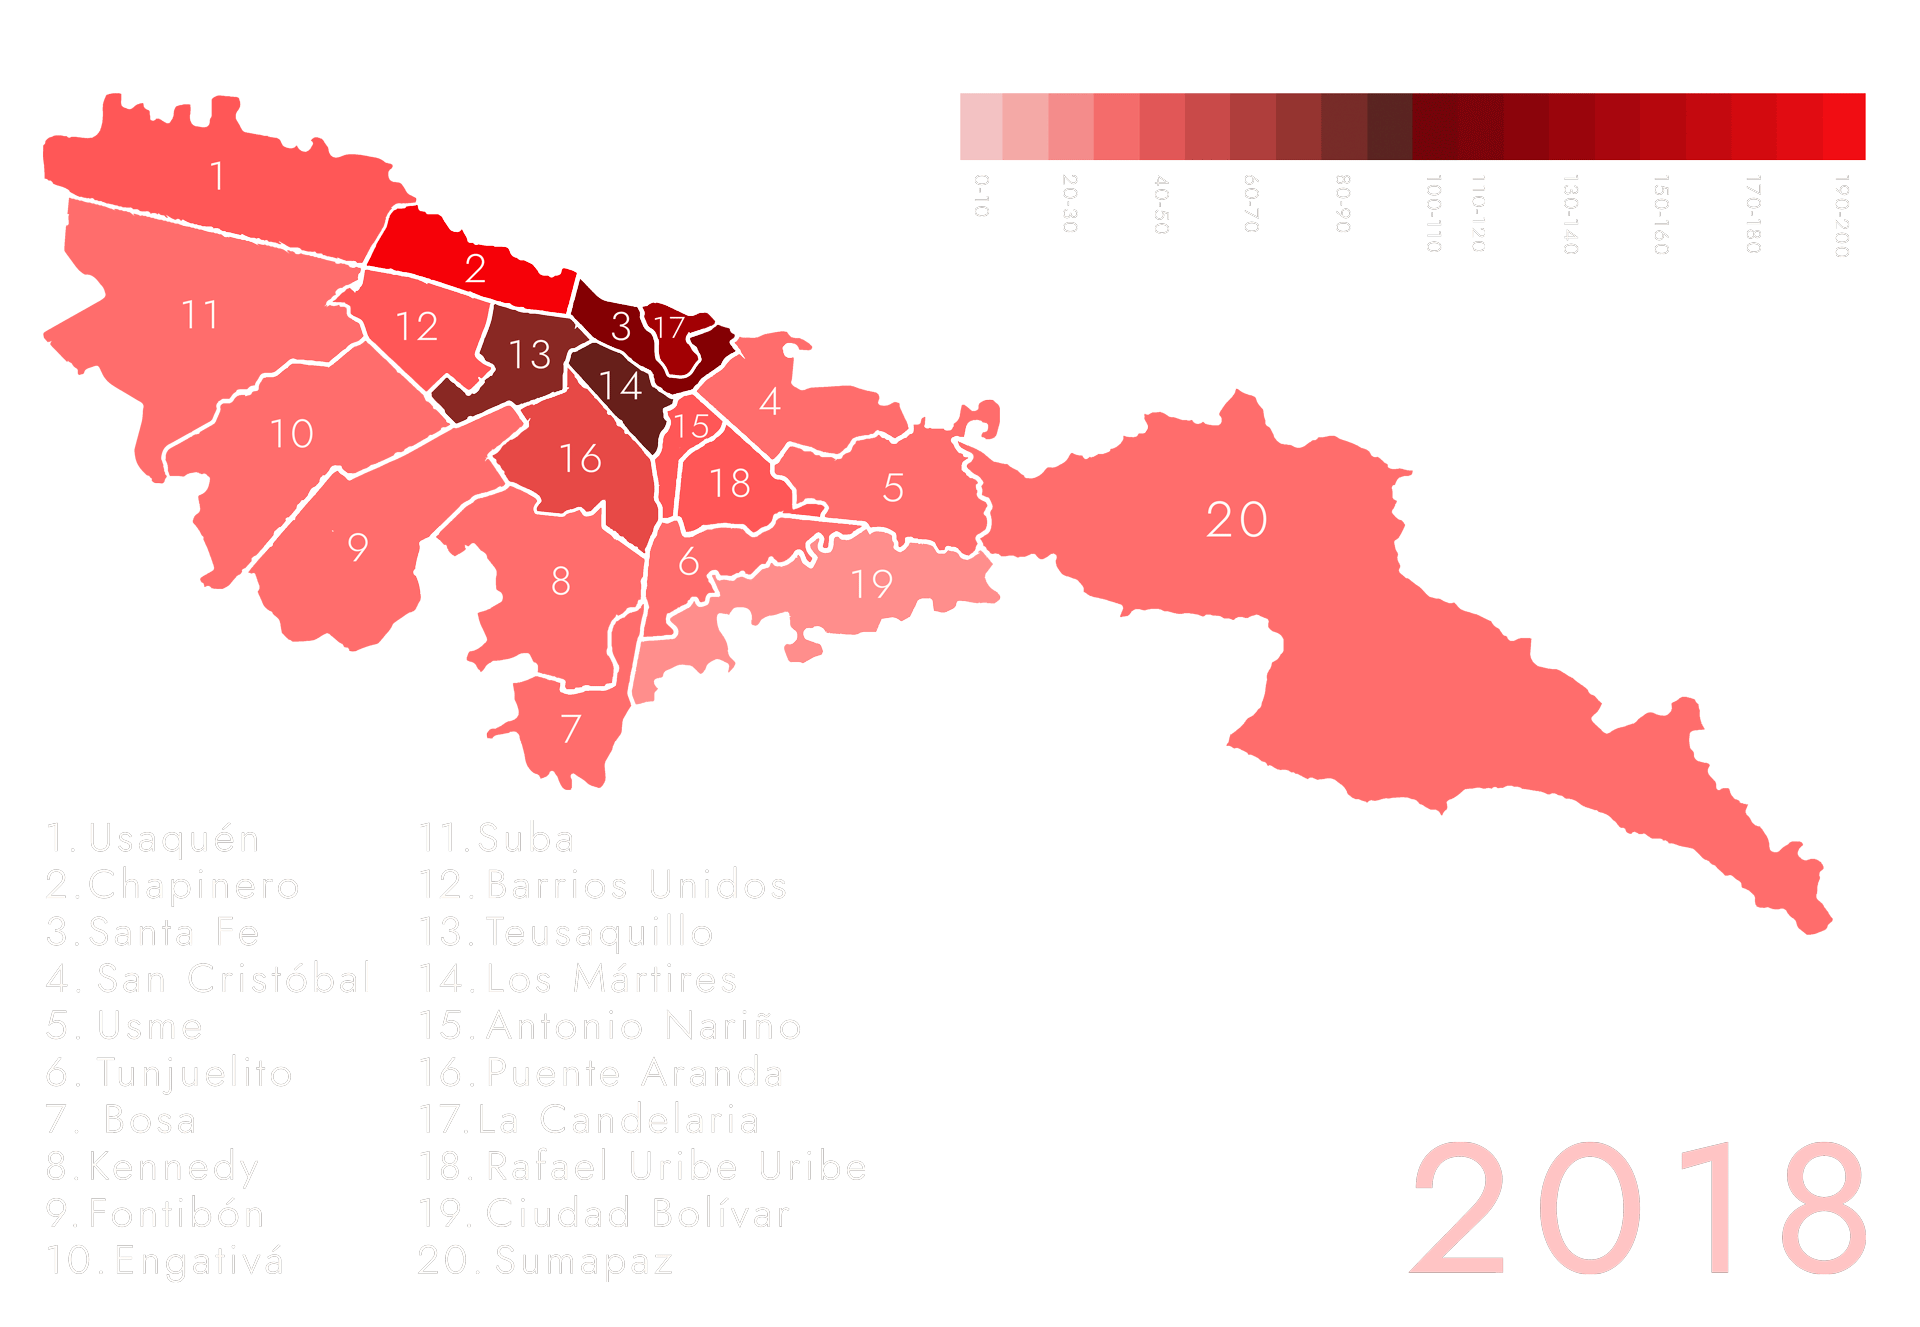 0-10
20-30
40-50
60-70
80-90
100-110
110-120
130-140
150-160
170-180
190-200
1
2
3
17
11
12
13
14
4
15
10
16
18
5
20
9
8
6
19
7
1. Usaquén
2. Chapinero
3. Santa Fe
4. San Cristóbal
5. Usme
6. Tunjuelito
7. Bosa
8. Kennedy
9. Fontibón
10. Engativá
11. Suba
12. Barrios Unidos
13. Teusaquillo
14. Los Mártires
15. Antonio Nariño
16. Puente Aranda
17. La Candelaria
18. Rafael Uribe Uribe
19. Ciudad Bolívar
20. Sumapaz
2018